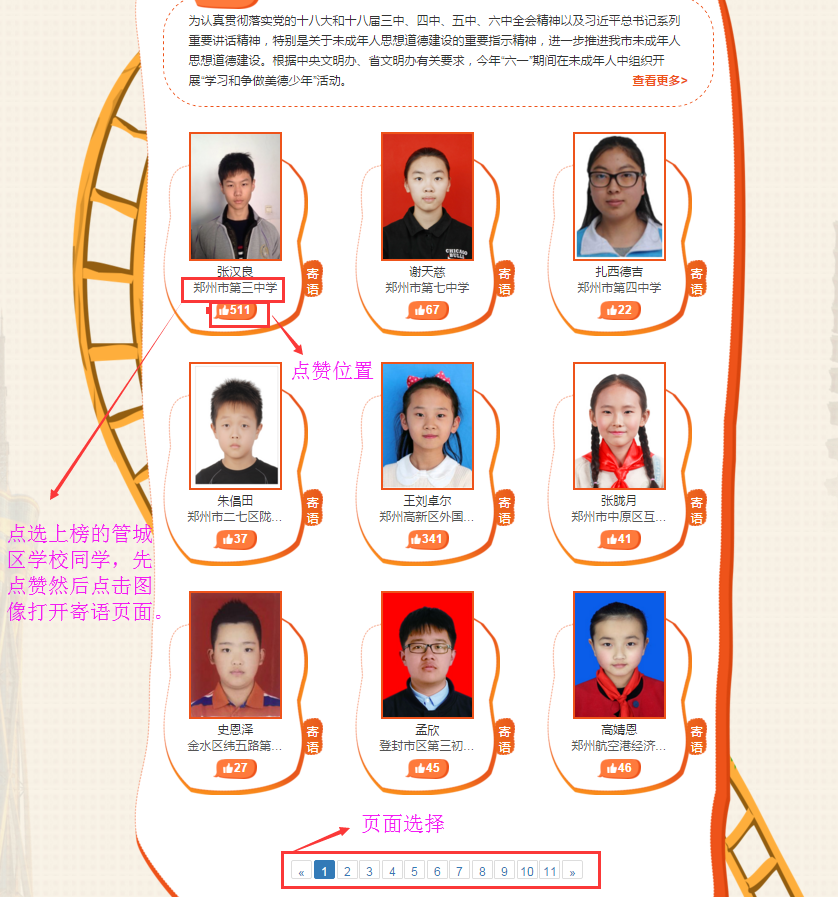 为认真贯彻落实党的十八大和十八届三中、四中、五中、六中全会精神以及习近平总书记系列
重要讲话精神，特别是关于未成年人思想道德建设的重要指示精神，进一步推进我市未成年人
思想道德建设。根据中央文明办、省文明办有关要求，今年“六一”期间在未成年人中组织开
展“学习和争做美德少年”活动。
查看更多>
张汉良
郑州市第三中学
511
寄语
谢天慈
郑州市第七中学
67
寄语
扎西德吉
郑州市第四中学
22
寄语
点赞位置
朱倡田
郑州市二七区陇...
37
寄语
王刘卓尔
郑州高新区外国...
341
寄语
张胧月
郑州市中原区互...
41
寄语
点选上榜的管城
区学校同学，先
点赞然后点击图
像打开寄语页面。
史恩泽
金水区纬五路第...
27
寄语
孟欣
登封市区第三初...
45
寄语
高婧恩
郑州航空港经济...
46
寄语
页面选择
« 1 2 3 4 5 6 7 8 9 10 11 »